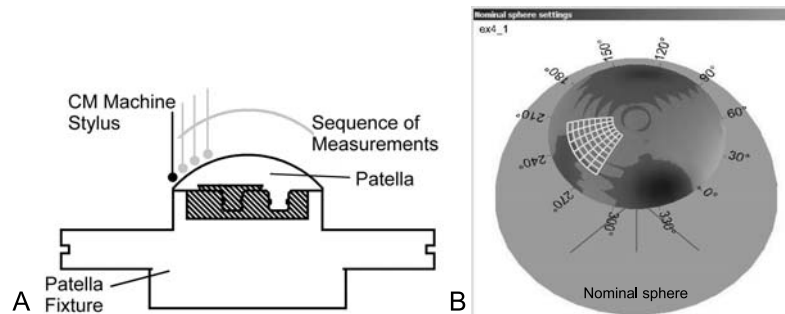 CM Machine
Stylus
Sequence of
Measurements
Patella
Patella
Fixture
A
Nominal sphere settings
ex4_1
150°
120°
180°
90°
210°
60°
240°
30°
270°
0°
300°
330°
Nominal sphere
B